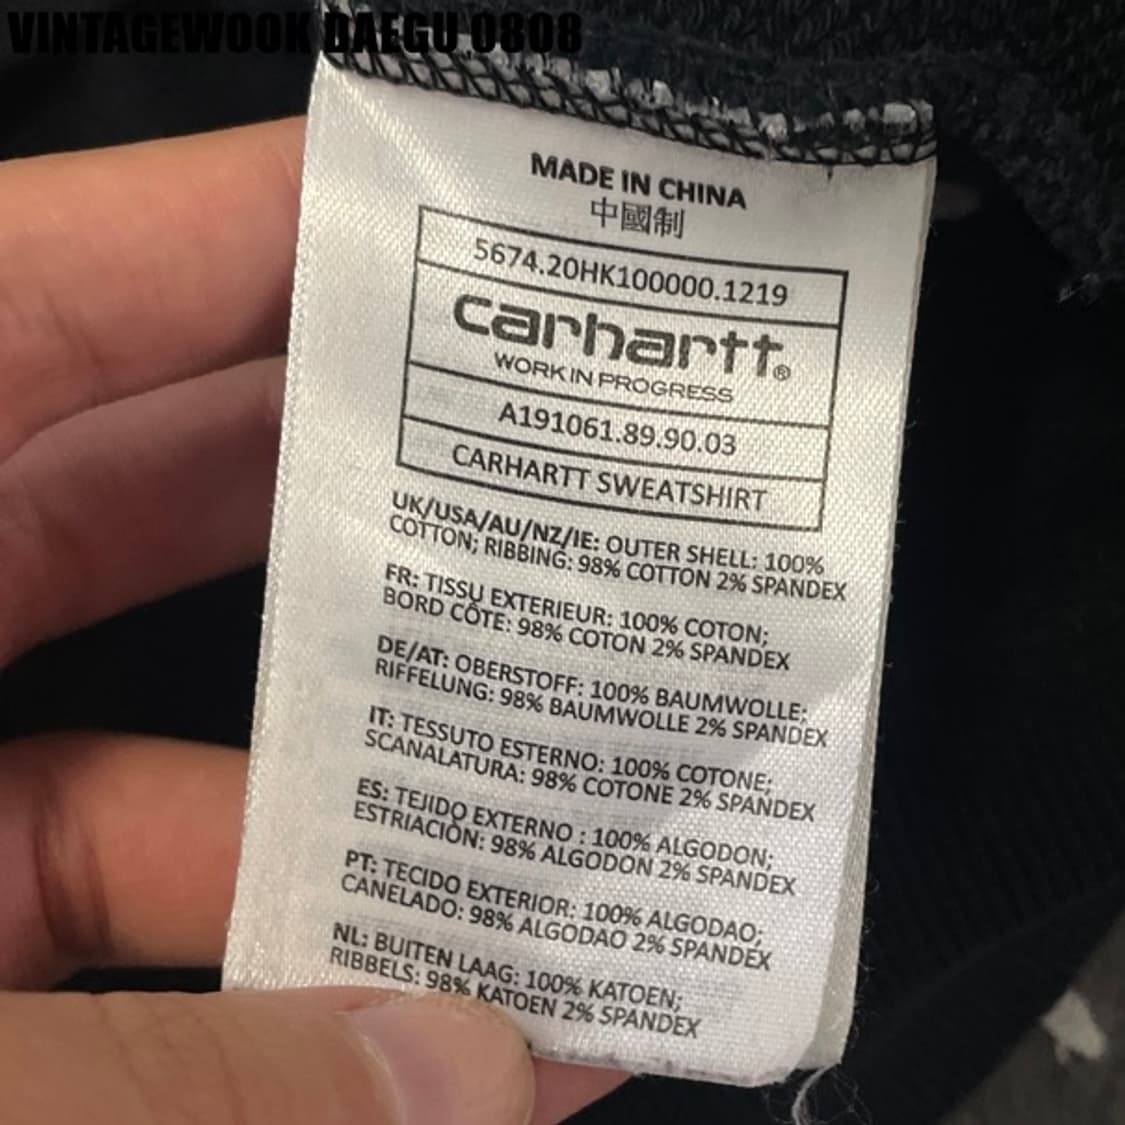 VINTAGEWOOK DAEGU 0808
MADE IN CHINA
中國制
5674.20HK100000.1219
carhartt®
WORK IN PROGRESS
A191061.89.90.03
CARHARTT SWEATSHIRT
UK/USA/AU/NZ/IE: OUTER SHELL: 100%
COTTON; RIBBING: 98% COTTON 2% SPANDEX
FR: TISSU EXTERIEUR: 100% COTON;
BORD CÔTE: 98% COTON 2% SPANDEX
DE/AT: OBERSTOFF: 100% BAUMWOLLE;
RIFFELUNG: 98% BAUMWOLLE 2% SPANDEX
IT: TESSUTO ESTERNO: 100% COTONE;
SCANALATURA: 98% COTONE 2% SPANDEX
ES: TEJIDO EXTERNO : 100% ALGODON;
ESTRIACIÓN: 98% ALGODON 2% SPANDEX
PT: TECIDO EXTERIOR: 100% ALGODAO;
CANELADO: 98% ALGODAO 2% SPANDEX
NL: BUITEN LAAG: 100% KATOEN;
RIBBELS: 98% KATOEN 2% SPANDEX